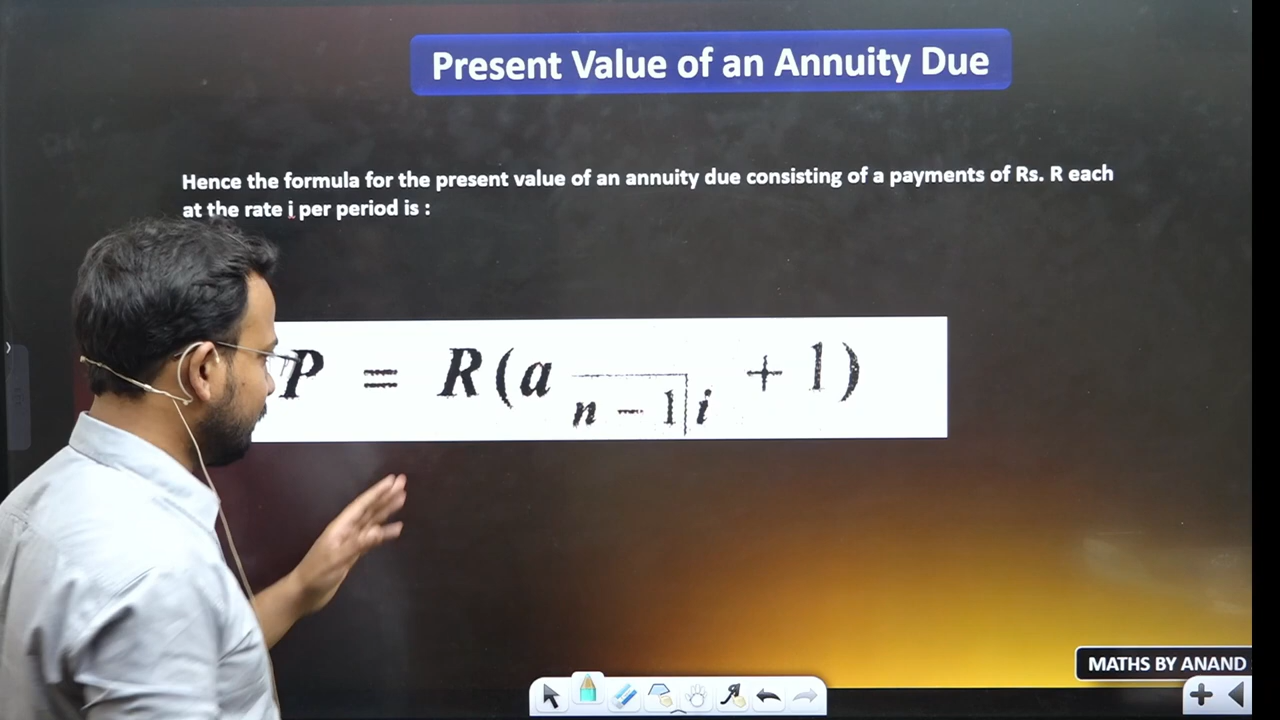 Present Value of an Annuity Due
Hence the formula for the present value of an annuity due consisting of a payments of Rs. R each
at the rate i per period is :
P = R(a n – 1| i + 1)
MATHS BY ANAND